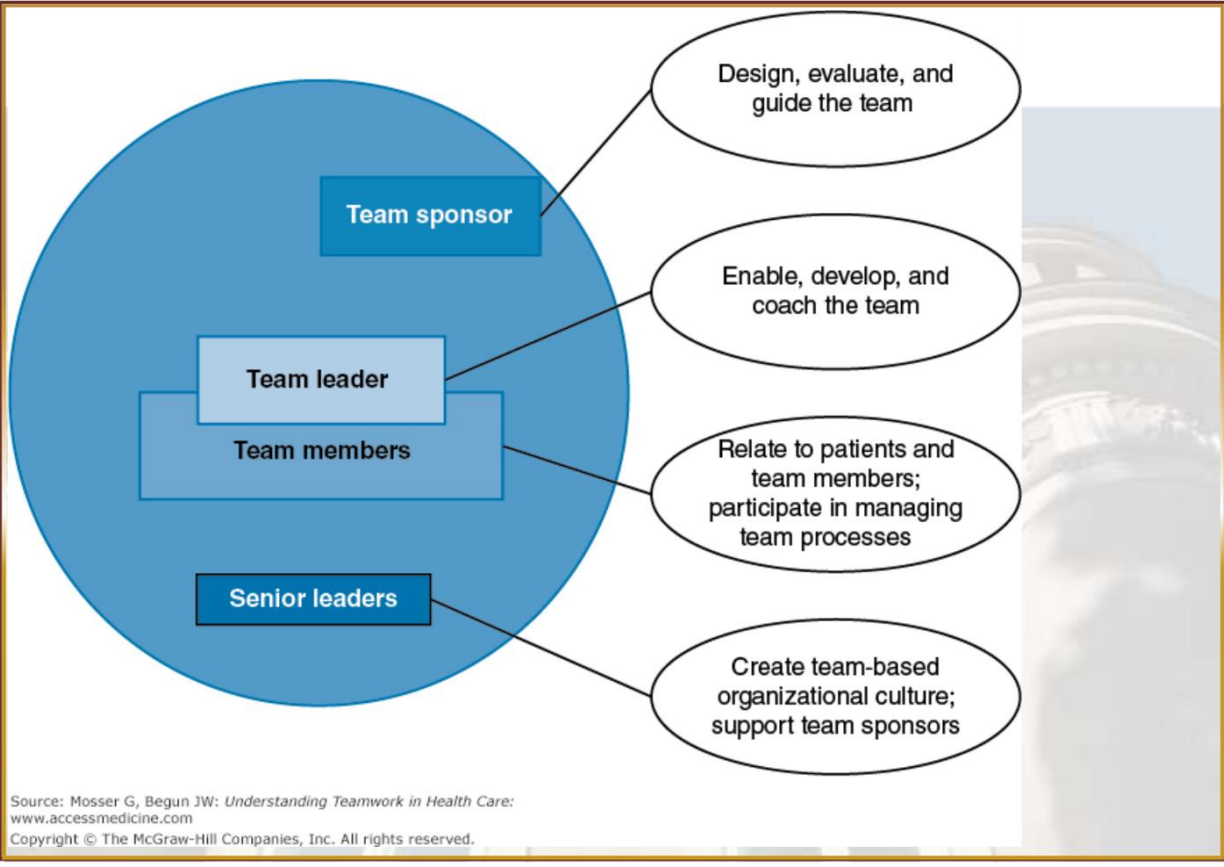 Team sponsor
Design, evaluate, and
guide the team
Team leader
Enable, develop, and
coach the team
Team members
Relate to patients and
team members;
participate in managing
team processes
Senior leaders
Create team-based
organizational culture;
support team sponsors
Source: Mosser G, Begun JW: Understanding Teamwork in Health Care:
www.accessmedicine.com
Copyright © The McGraw-Hill Companies, Inc. All rights reserved.